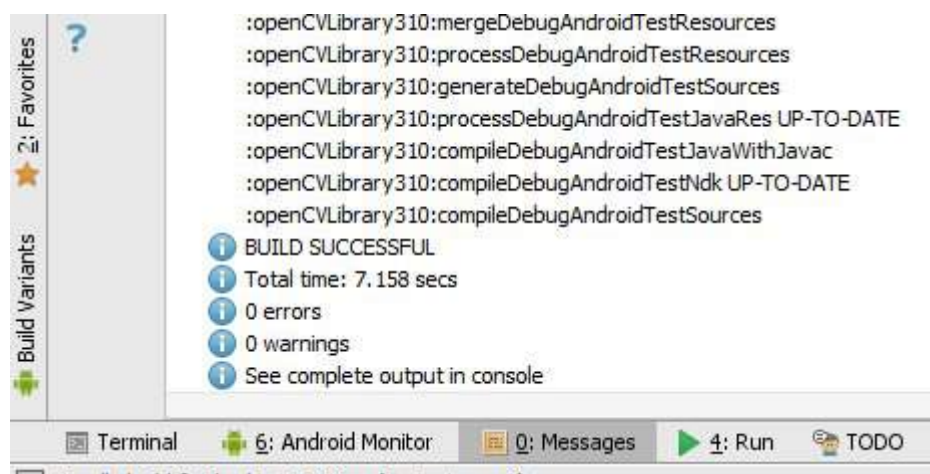 :openCVLibrary310:mergeDebugAndroidTestResources
:openCVLibrary310:processDebugAndroidTestResources
:openCVLibrary310:generateDebugAndroidTestSources
:openCVLibrary310:processDebugAndroidTestJavaRes UP-TO-DATE
:openCVLibrary310:compileDebugAndroidTestJavaWithJavac
:openCVLibrary310:compileDebugAndroidTestNdk UP-TO-DATE
:openCVLibrary310:compileDebugAndroidTestSources
BUILD SUCCESSFUL
Total time: 7.158 secs
0 errors
0 warnings
See complete output in console
2: Favorites
Build Variants
?
Terminal 6: Android Monitor 0: Messages 4: Run TODO